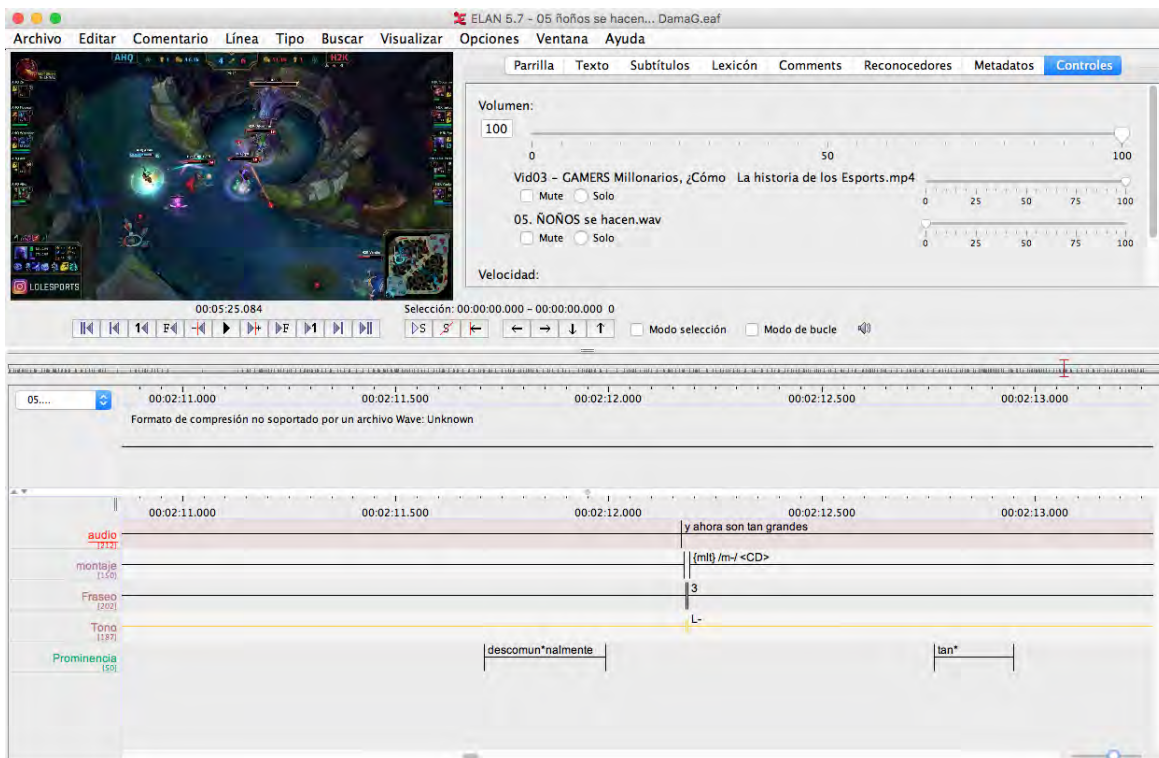 ELAN 5.7 - 05 ñoños se hacen... DamaG.eaf
Archivo Editar Comentario Línea Tipo Buscar Visualizar Opciones Ventana Ayuda
AHQ 4 6 H2K
LOLESPORTS
Parrilla Texto Subtítulos Lexicón Comments Reconocedores Metadatos Controles
Volumen:
100
0 50 100
Vid03 - GAMERS Millonarios, ¿Cómo La historia de los Esports.mp4
Mute Solo
0 25 50 75 100
05. ÑOÑOS se hacen.wav
Mute Solo
0 25 50 75 100
Velocidad:
00:05:25.084 Selección: 00:00:00.000 - 00:00:00.000 0
Modo selección Modo de bucle
05....
00:02:11.000 00:02:11.500 00:02:12.000 00:02:12.500 00:02:13.000
Formato de compresión no soportado por un archivo Wave: Unknown
00:02:11.000 00:02:11.500 00:02:12.000 00:02:12.500 00:02:13.000
audio y ahora son tan grandes
[212]
montaje {mlt} /m-/ <CD>
[150]
Fraseo 3
[202]
Tono L-
[187]
Prominencia descomun*nalmente tan*
[50]